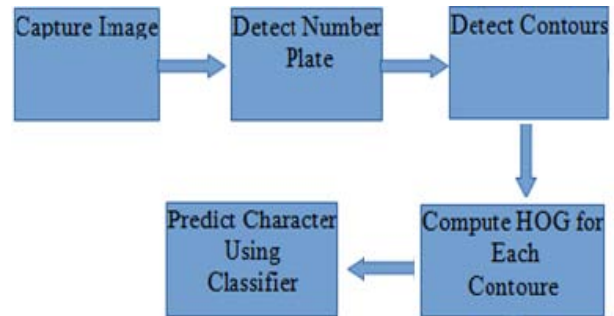 Capture Image
Detect Number
Plate
Detect Contours
Compute HOG for
Each
Contoure
Predict Character
Using
Classifier